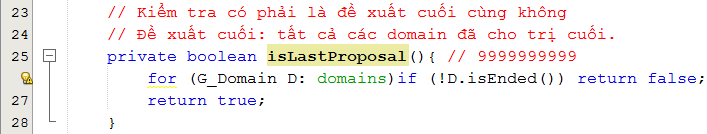 23 // Kiểm tra có phải là đề xuất cuối cùng không
24 // Đề xuất cuối: tất cả các domain đã cho trị cuối.
25 private boolean isLastProposal(){ // 9999999999
for (G_Domain D: domains)if (!D.isEnded()) return false;
27 return true;
28 }